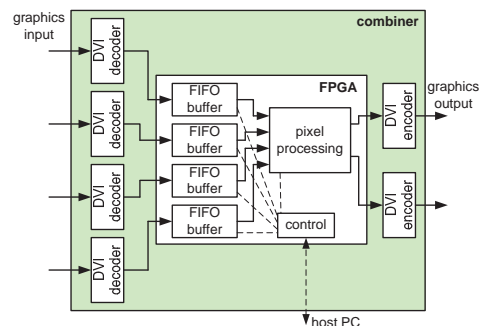 graphics
input
combiner
DVI
decoder
DVI
decoder
DVI
decoder
DVI
decoder
FPGA
FIFO
buffer
FIFO
buffer
FIFO
buffer
FIFO
buffer
pixel
processing
control
DVI
encoder
DVI
encoder
graphics
output
host PC